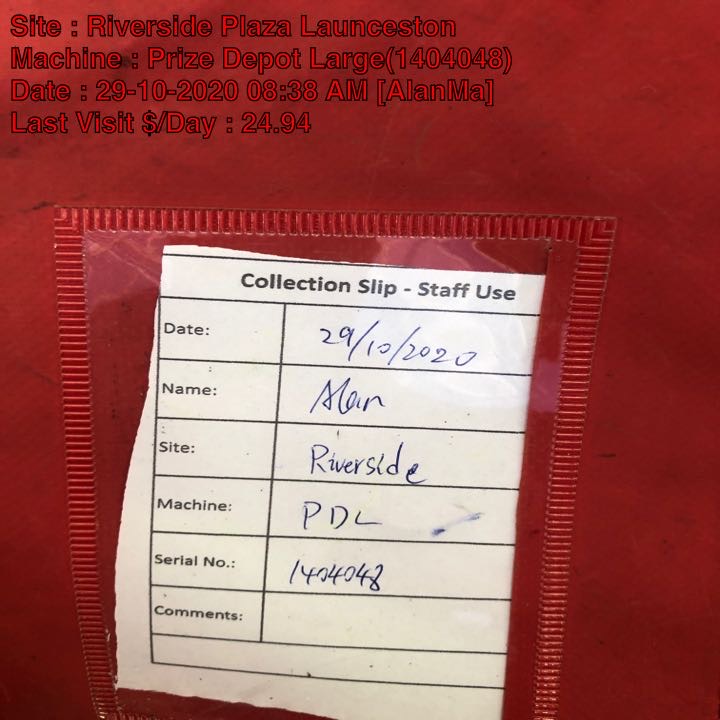 Site : Riverside Plaza Launceston
Machine : Prize Depot Large(1404048)
Date : 29-10-2020 08:38 AM [AlanMa]
Last Visit $/Day : 24.94
Collection Slip - Staff Use
Date: 29/10/2020
Name: Alan
Site: Riverside
Machine: PDL
Serial No.: 1404048
Comments: